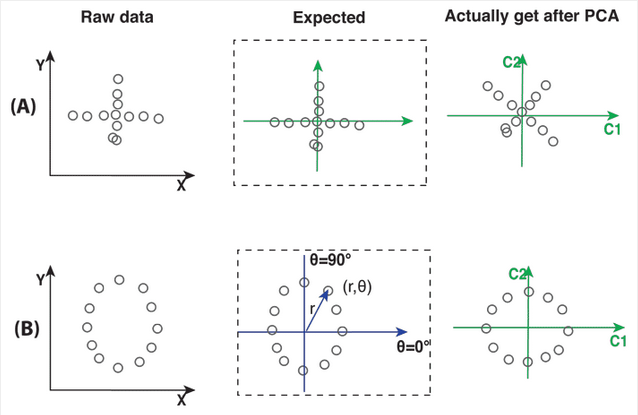 Raw data
Expected
Actually get after PCA
(A)
Y
X
C2
C1
(B)
Y
X
θ=90°
(r,θ)
r
θ=0°
C2
C1